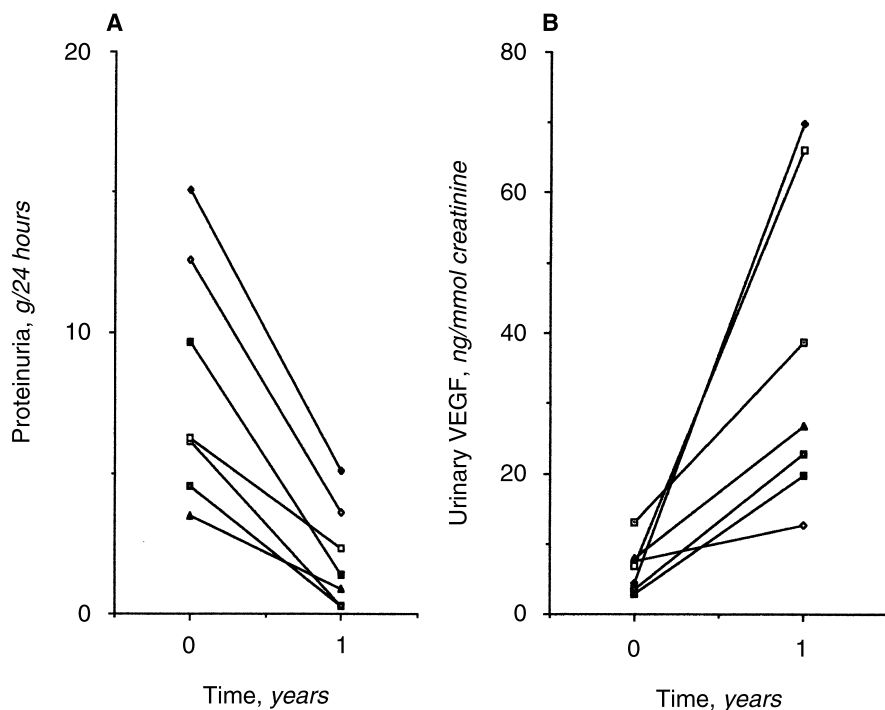 A
20
10
0
0
1
Proteinuria, g/24 hours
Time, years
B
80
60
40
20
0
0
1
Urinary VEGF, ng/mmol creatinine
Time, years